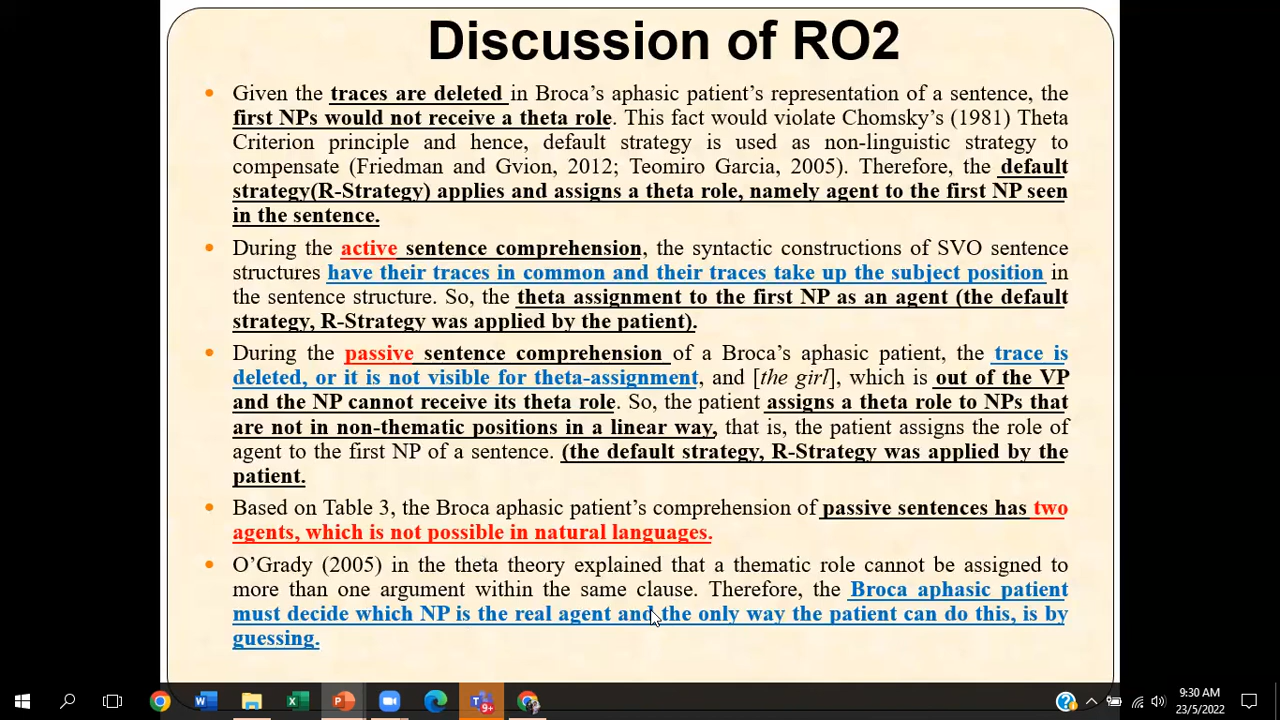 Discussion of RO2
• Given the traces are deleted in Broca’s aphasic patient’s representation of a sentence, the
first NPs would not receive a theta role. This fact would violate Chomsky’s (1981) Theta
Criterion principle and hence, default strategy is used as non-linguistic strategy to
compensate (Friedman and Gvion, 2012; Teomiro Garcia, 2005). Therefore, the default
strategy(R-Strategy) applies and assigns a theta role, namely agent to the first NP seen
in the sentence.
• During the active sentence comprehension, the syntactic constructions of SVO sentence
structures have their traces in common and their traces take up the subject position in
the sentence structure. So, the theta assignment to the first NP as an agent (the default
strategy, R-Strategy was applied by the patient).
• During the passive sentence comprehension of a Broca’s aphasic patient, the trace is
deleted, or it is not visible for theta-assignment, and [the girl], which is out of the VP
and the NP cannot receive its theta role. So, the patient assigns a theta role to NPs that
are not in non-thematic positions in a linear way, that is, the patient assigns the role of
agent to the first NP of a sentence. (the default strategy, R-Strategy was applied by the
patient.
• Based on Table 3, the Broca aphasic patient’s comprehension of passive sentences has two
agents, which is not possible in natural languages.
• O’Grady (2005) in the theta theory explained that a thematic role cannot be assigned to
more than one argument within the same clause. Therefore, the Broca aphasic patient
must decide which NP is the real agent and the only way the patient can do this, is by
guessing.
9+
9:30 AM
23/5/2022